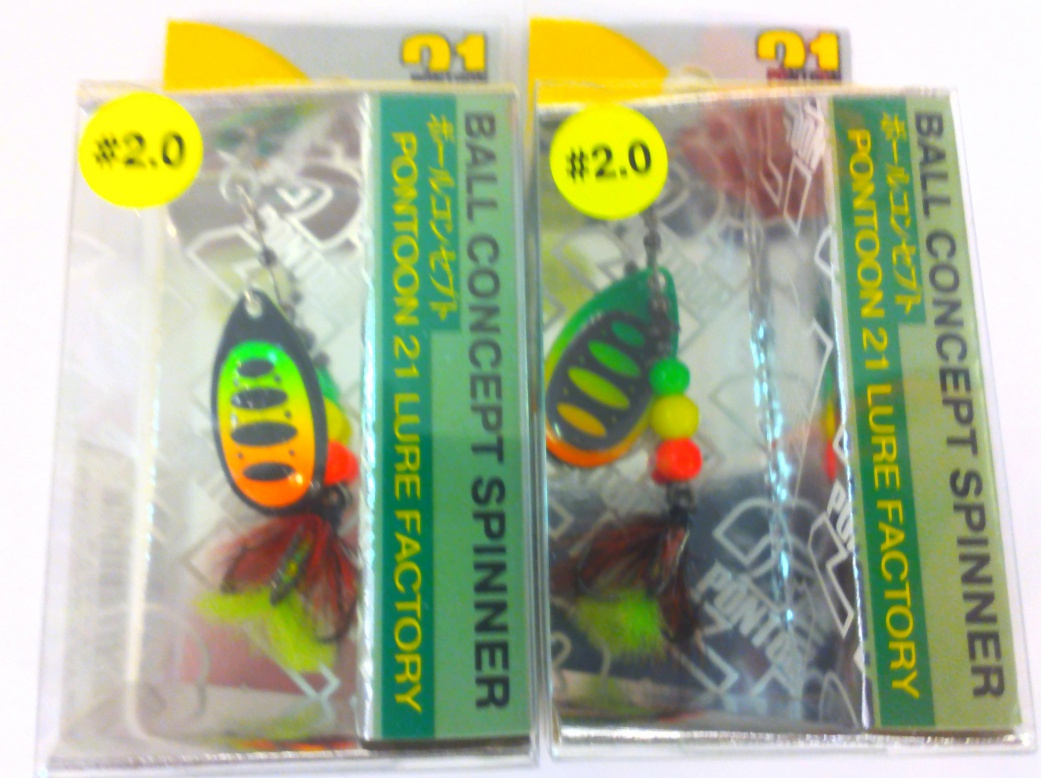 21
#2.0
BALL CONCEPT SPINNER
ボールコンセプト
PONTOON 21 LURE FACTORY
21
#2.0
BALL CONCEPT SPINNER
ボールコンセプト
PONTOON 21 LURE FACTORY
PONTOON